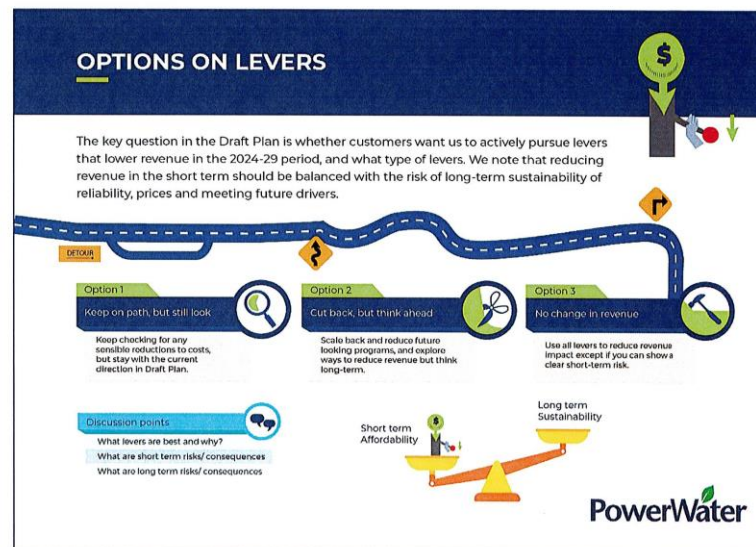 OPTIONS ON LEVERS
$
The key question in the Draft Plan is whether customers want us to actively pursue levers
that lower revenue in the 2024-29 period, and what type of levers. We note that reducing
revenue in the short term should be balanced with the risk of long-term sustainability of
reliability, prices and meeting future drivers.
DETOUR
Option 1
Keep on path, but still look
Keep checking for any
sensible reductions to costs,
but stay with the current
direction in Draft Plan.
Option 2
Cut back, but think ahead
Scale back and reduce future
looking programs, and explore
ways to reduce revenue but think
long-term.
Option 3
No change in revenue
Use all levers to reduce revenue
impact except if you can show a
clear short-term risk.
Discussion points
What levers are best and why?
What are short term risks/ consequences
What are long term risks/ consequences
Short term
Affordability
$
Long term
Sustainability
PowerWater